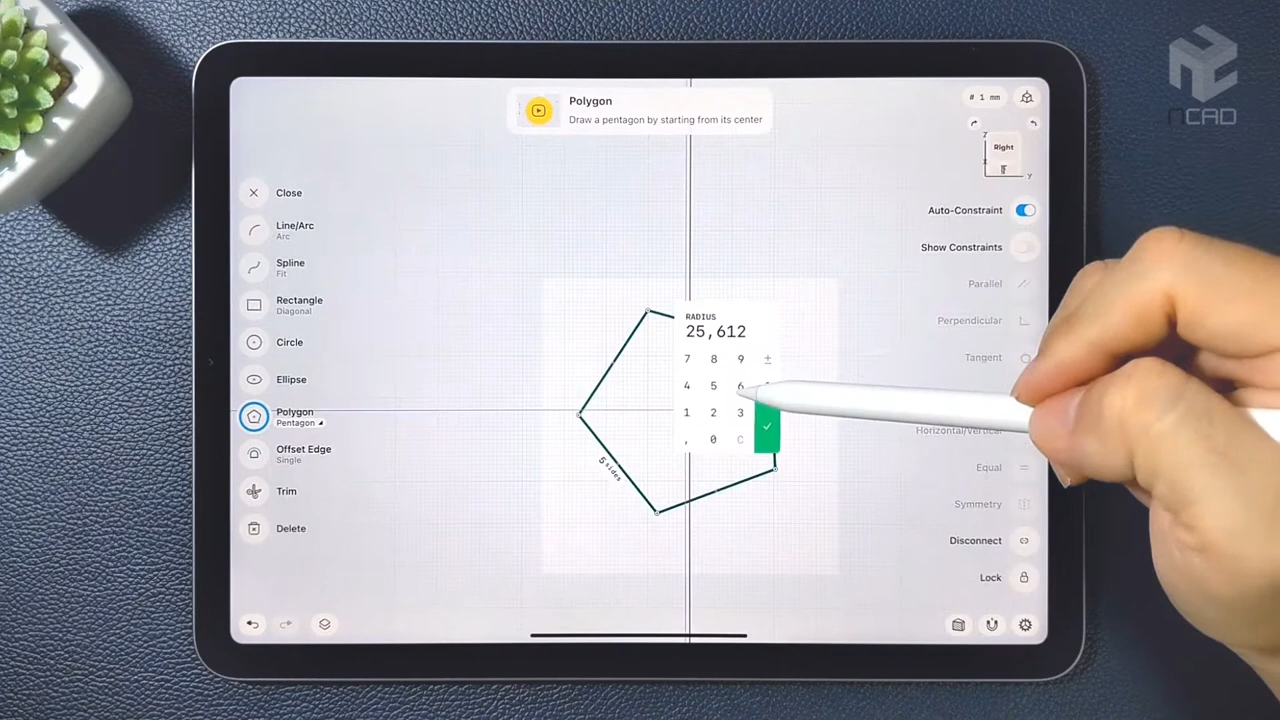 Polygon
Draw a pentagon by starting from its center
# 1 mm
NCAD
Z
Right
X
Y
Close
Line/Arc
Arc
Spline
Fit
Rectangle
Diagonal
Circle
Ellipse
Polygon
Pentagon
Offset Edge
Single
Trim
Delete
RADIUS
25,612
7 8 9 ±
4 5 6
1 2 3
, 0 C
5 sides
Auto-Constraint
Show Constraints
Parallel
Perpendicular
Tangent
Horizontal/Vertical
Equal
Symmetry
Disconnect
Lock